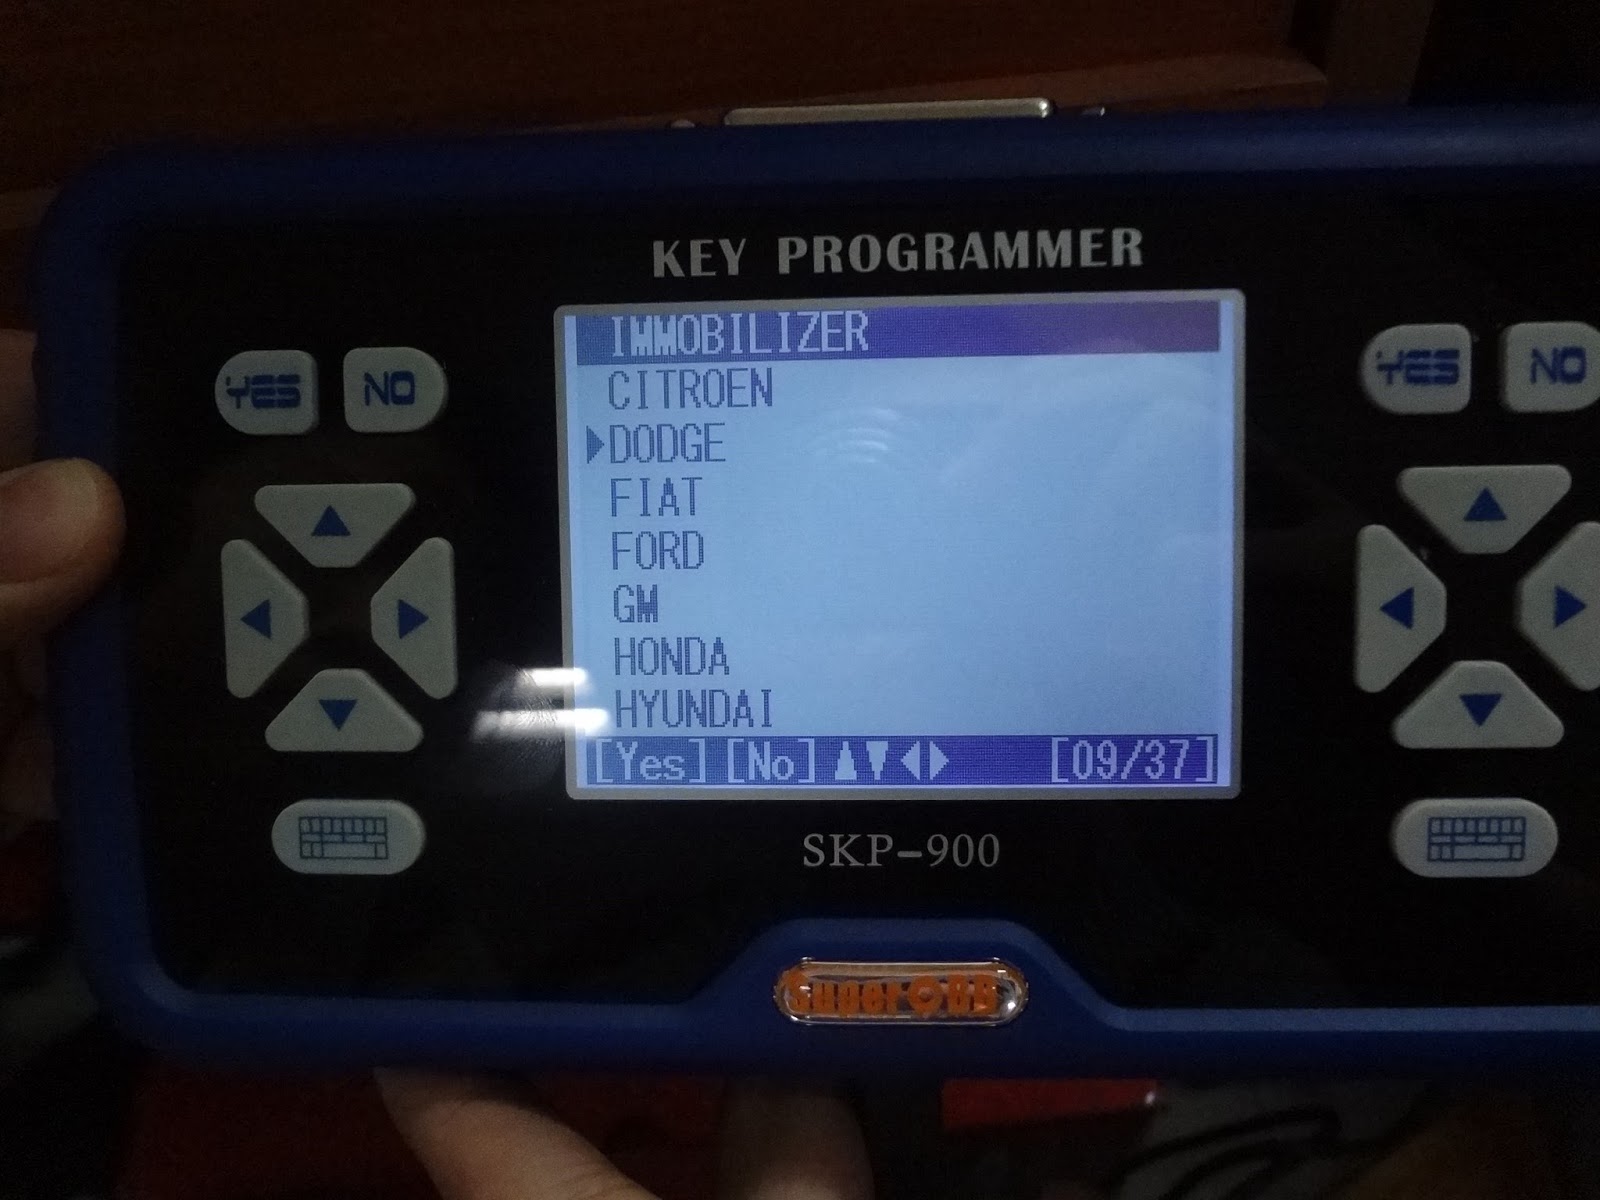 KEY PROGRAMMER
IMMOBILIZER
CITROEN
DODGE
FIAT
FORD
GM
HONDA
HYUNDAI
[Yes] [No] [09/37]
YES NO
YES NO
SKP-900